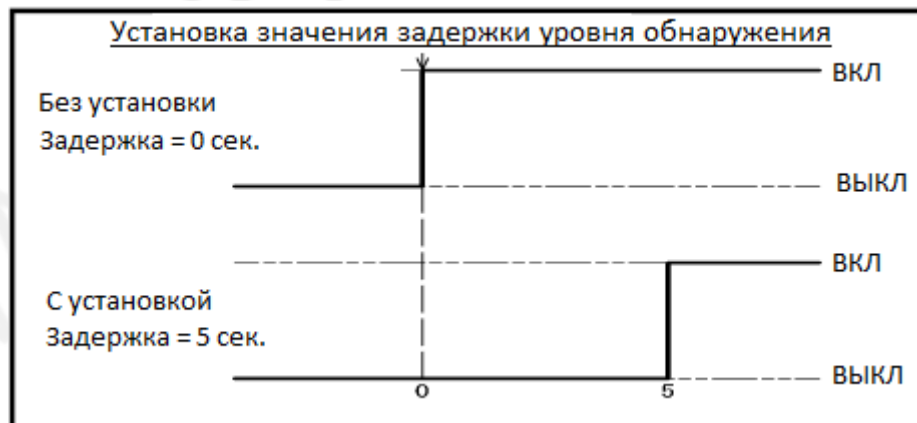 Установка значения задержки уровня обнаружения
ВКЛ
Без установки
Задержка = 0 сек.
ВЫКЛ
ВКЛ
С установкой
Задержка = 5 сек.
ВЫКЛ
0 5